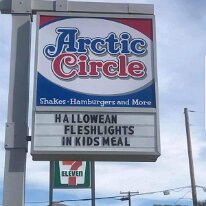 Arctic
Circle
Shakes - Hamburgers and More
HALLOWEAN
FLESHLIGHTS
IN KIDS MEAL
7
ELEVEN